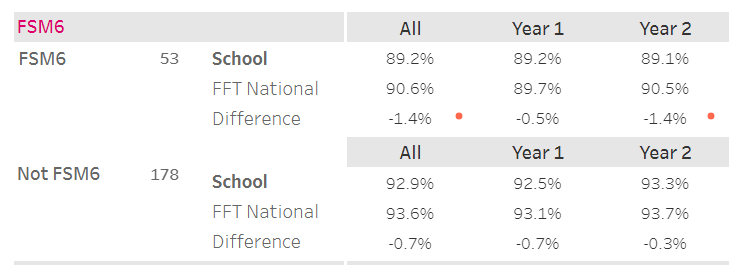 FSM6 All Year 1 Year 2
FSM6 53 School 89.2% 89.2% 89.1%
FFT National 90.6% 89.7% 90.5%
Difference -1.4% -0.5% -1.4%
All Year 1 Year 2
Not FSM6 178 School 92.9% 92.5% 93.3%
FFT National 93.6% 93.1% 93.7%
Difference -0.7% -0.7% -0.3%